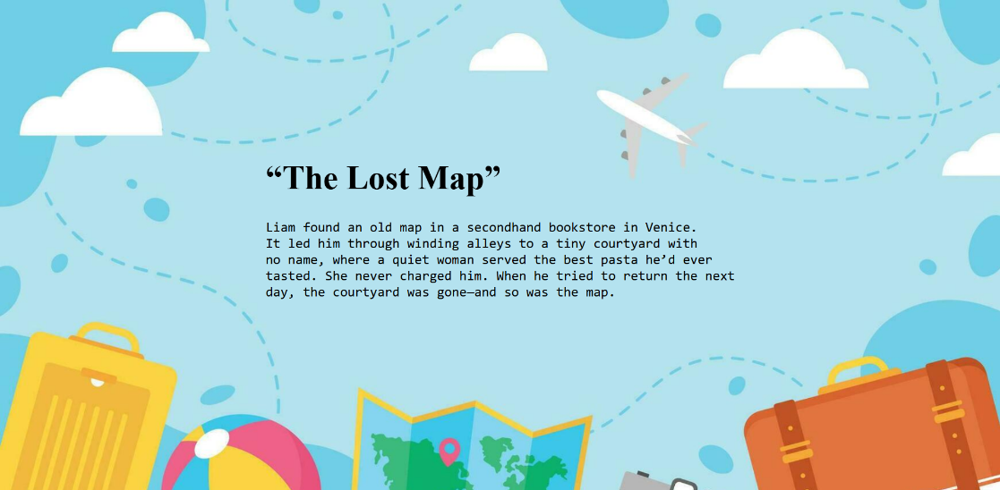 “The Lost Map”
Liam found an old map in a secondhand bookstore in Venice.
It led him through winding alleys to a tiny courtyard with
no name, where a quiet woman served the best pasta he’d ever
tasted. She never charged him. When he tried to return the next
day, the courtyard was gone—and so was the map.